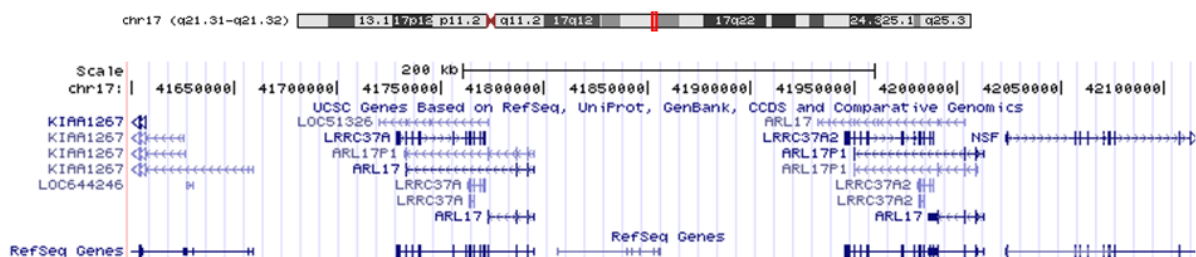 chr17 (q21.31-q21.32) 13.1 17p12 p11.2 q11.2 17q12 17q22 24.3 25.1 q25.3
Scale 200 kb
chr17: 41650000 41700000 41750000 41800000 41850000 41900000 41950000 42000000 42050000 42100000
UCSC Genes Based on RefSeq, UniProt, GenBank, CCDS and Comparative Genomics
KIAA1267 LOC51326 ARL17
KIAA1267 LRRC37A LRRC37A2 NSF
KIAA1267 ARL17P1 ARL17P1
KIAA1267 ARL17 ARL17P1
LOC644246 LRRC37A LRRC37A2
LRRC37A LRRC37A2
ARL17 ARL17
RefSeq Genes
RefSeq Genes